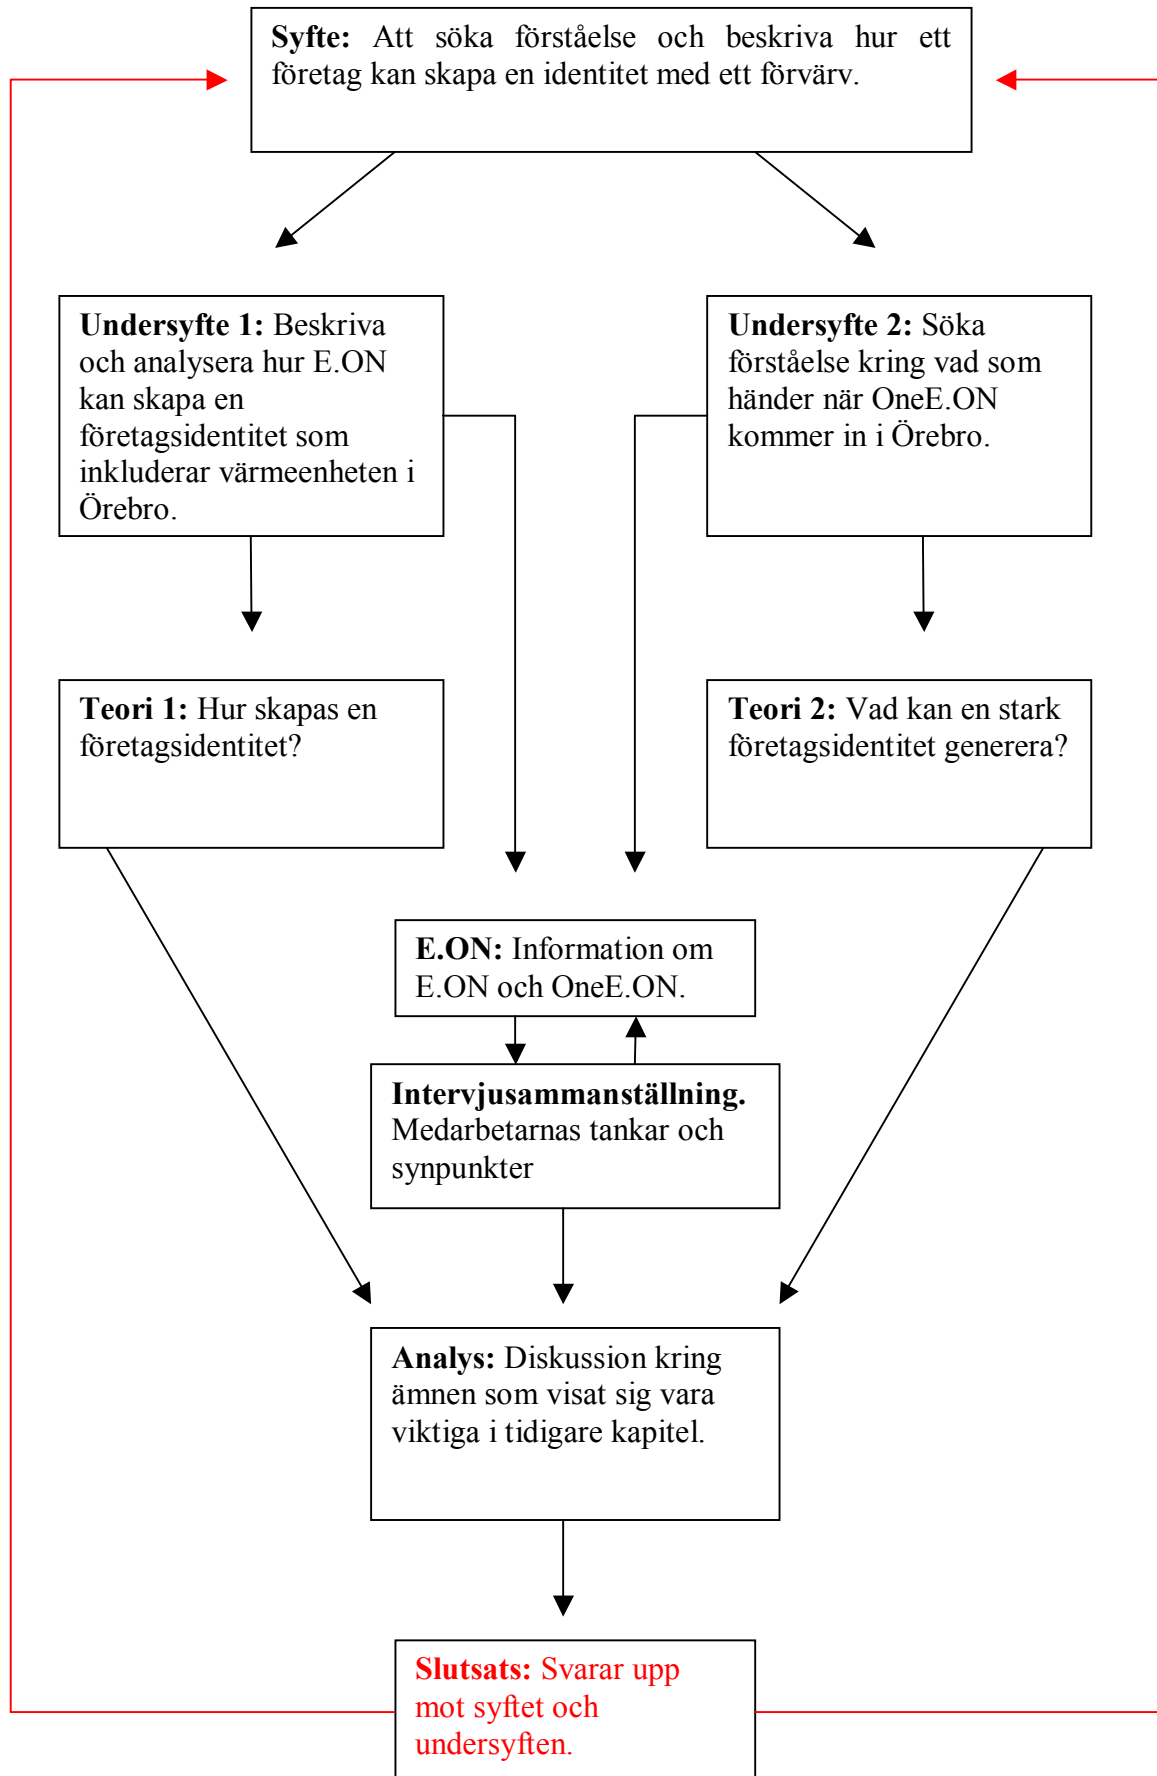 Syfte: Att söka förståelse och beskriva hur ett
företag kan skapa en identitet med ett förvärv.
Undersyfte 1: Beskriva
och analysera hur E.ON
kan skapa en
företagsidentitet som
inkluderar värmeenheten i
Örebro.
Undersyfte 2: Söka
förståelse kring vad som
händer när OneE.ON
kommer in i Örebro.
Teori 1: Hur skapas en
företagsidentitet?
Teori 2: Vad kan en stark
företagsidentitet generera?
E.ON: Information om
E.ON och OneE.ON.
Intervjusammanställning.
Medarbetarnas tankar och
synpunkter
Analys: Diskussion kring
ämnen som visat sig vara
viktiga i tidigare kapitel.
Slutsats: Svarar upp
mot syftet och
undersyften.